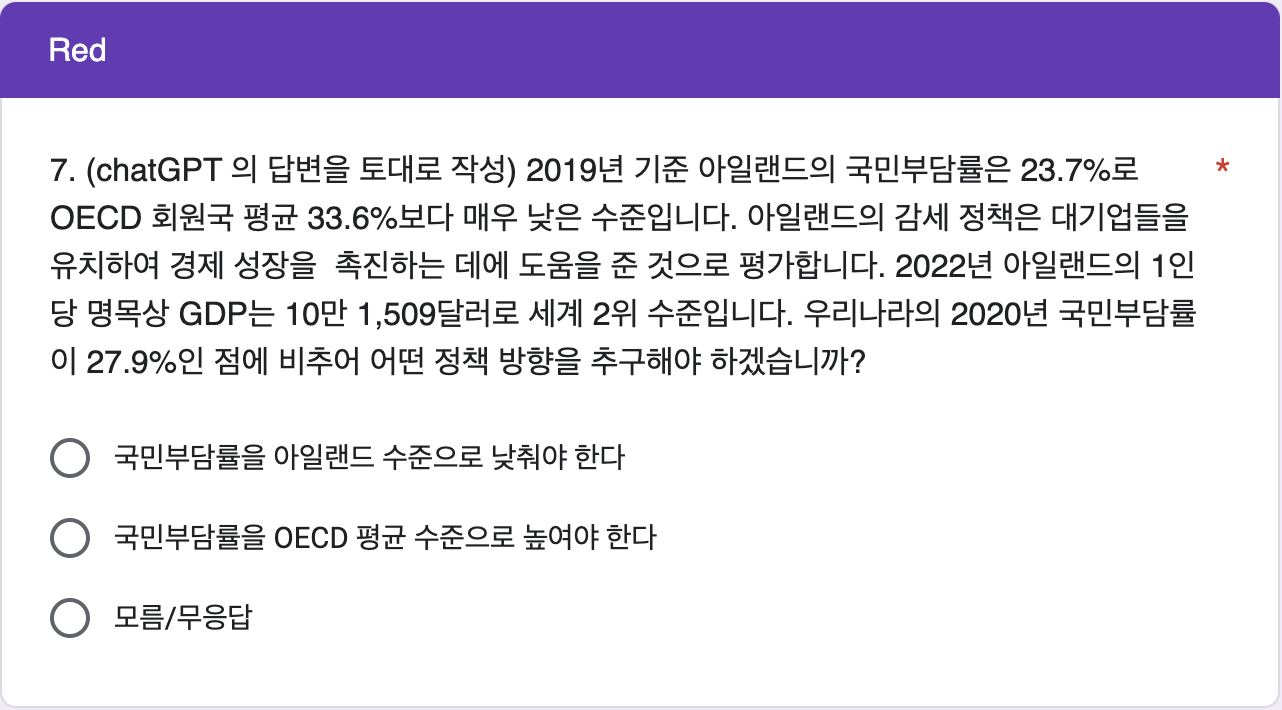 Red
7. (chatGPT 의 답변을 토대로 작성) 2019년 기준 아일랜드의 국민부담률은 23.7%로 *
OECD 회원국 평균 33.6%보다 매우 낮은 수준입니다. 아일랜드의 감세 정책은 대기업들을
유치하여 경제 성장을  촉진하는 데에 도움을 준 것으로 평가합니다. 2022년 아일랜드의 1인
당 명목상 GDP는 10만 1,509달러로 세계 2위 수준입니다. 우리나라의 2020년 국민부담률
이 27.9%인 점에 비추어 어떤 정책 방향을 추구해야 하겠습니까?
국민부담률을 아일랜드 수준으로 낮춰야 한다
국민부담률을 OECD 평균 수준으로 높여야 한다
모름/무응답